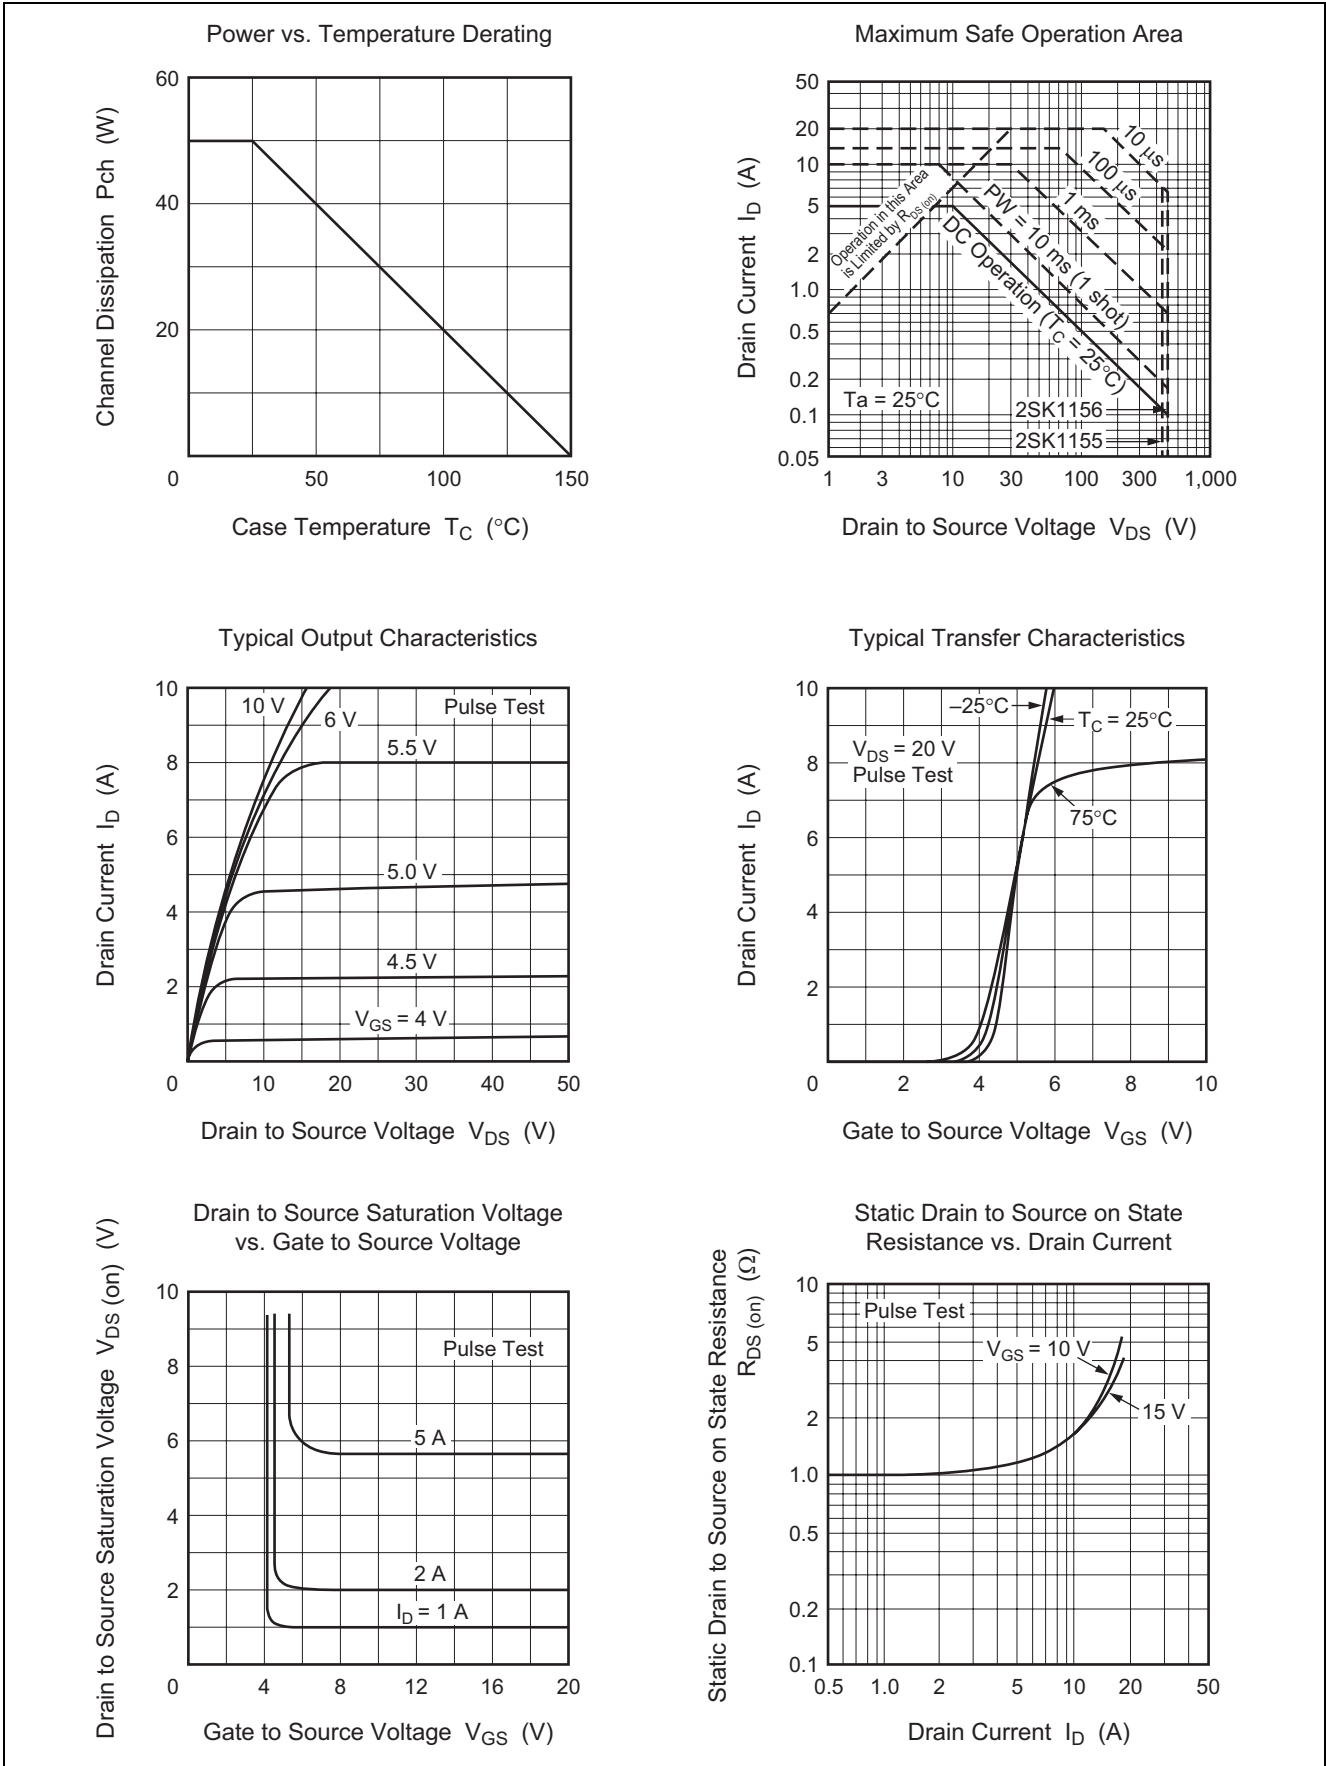 Power vs. Temperature Derating
Channel Dissipation Pch (W)
60
40
20
0
50
100
150
Case Temperature TC (°C)
Maximum Safe Operation Area
Drain Current ID (A)
50
20
10
5
2
1.0
0.5
0.2
0.1
0.05
Operation in this Area
is Limited by RDS (on)
10 μs
100 μs
1 ms
PW = 10 ms (1 shot)
DC Operation (TC = 25°C)
Ta = 25°C
2SK1156
2SK1155
1
3
10
30
100
300
1,000
Drain to Source Voltage VDS (V)
Typical Output Characteristics
Drain Current ID (A)
10
8
6
4
2
10 V
6 V
Pulse Test
5.5 V
5.0 V
4.5 V
VGS = 4 V
0
10
20
30
40
50
Drain to Source Voltage VDS (V)
Typical Transfer Characteristics
Drain Current ID (A)
10
8
6
4
2
–25°C
TC = 25°C
VDS = 20 V
Pulse Test
75°C
0
2
4
6
8
10
Gate to Source Voltage VGS (V)
Drain to Source Saturation Voltage
vs. Gate to Source Voltage
Drain to Source Saturation Voltage VDS (on) (V)
10
8
6
4
2
Pulse Test
5 A
2 A
ID = 1 A
0
4
8
12
16
20
Gate to Source Voltage VGS (V)
Static Drain to Source on State
Resistance vs. Drain Current
Static Drain to Source on State Resistance
RDS (on) (Ω)
10
5
2
1.0
0.5
0.2
0.1
Pulse Test
VGS = 10 V
15 V
0.5
1.0
2
5
10
20
50
Drain Current ID (A)